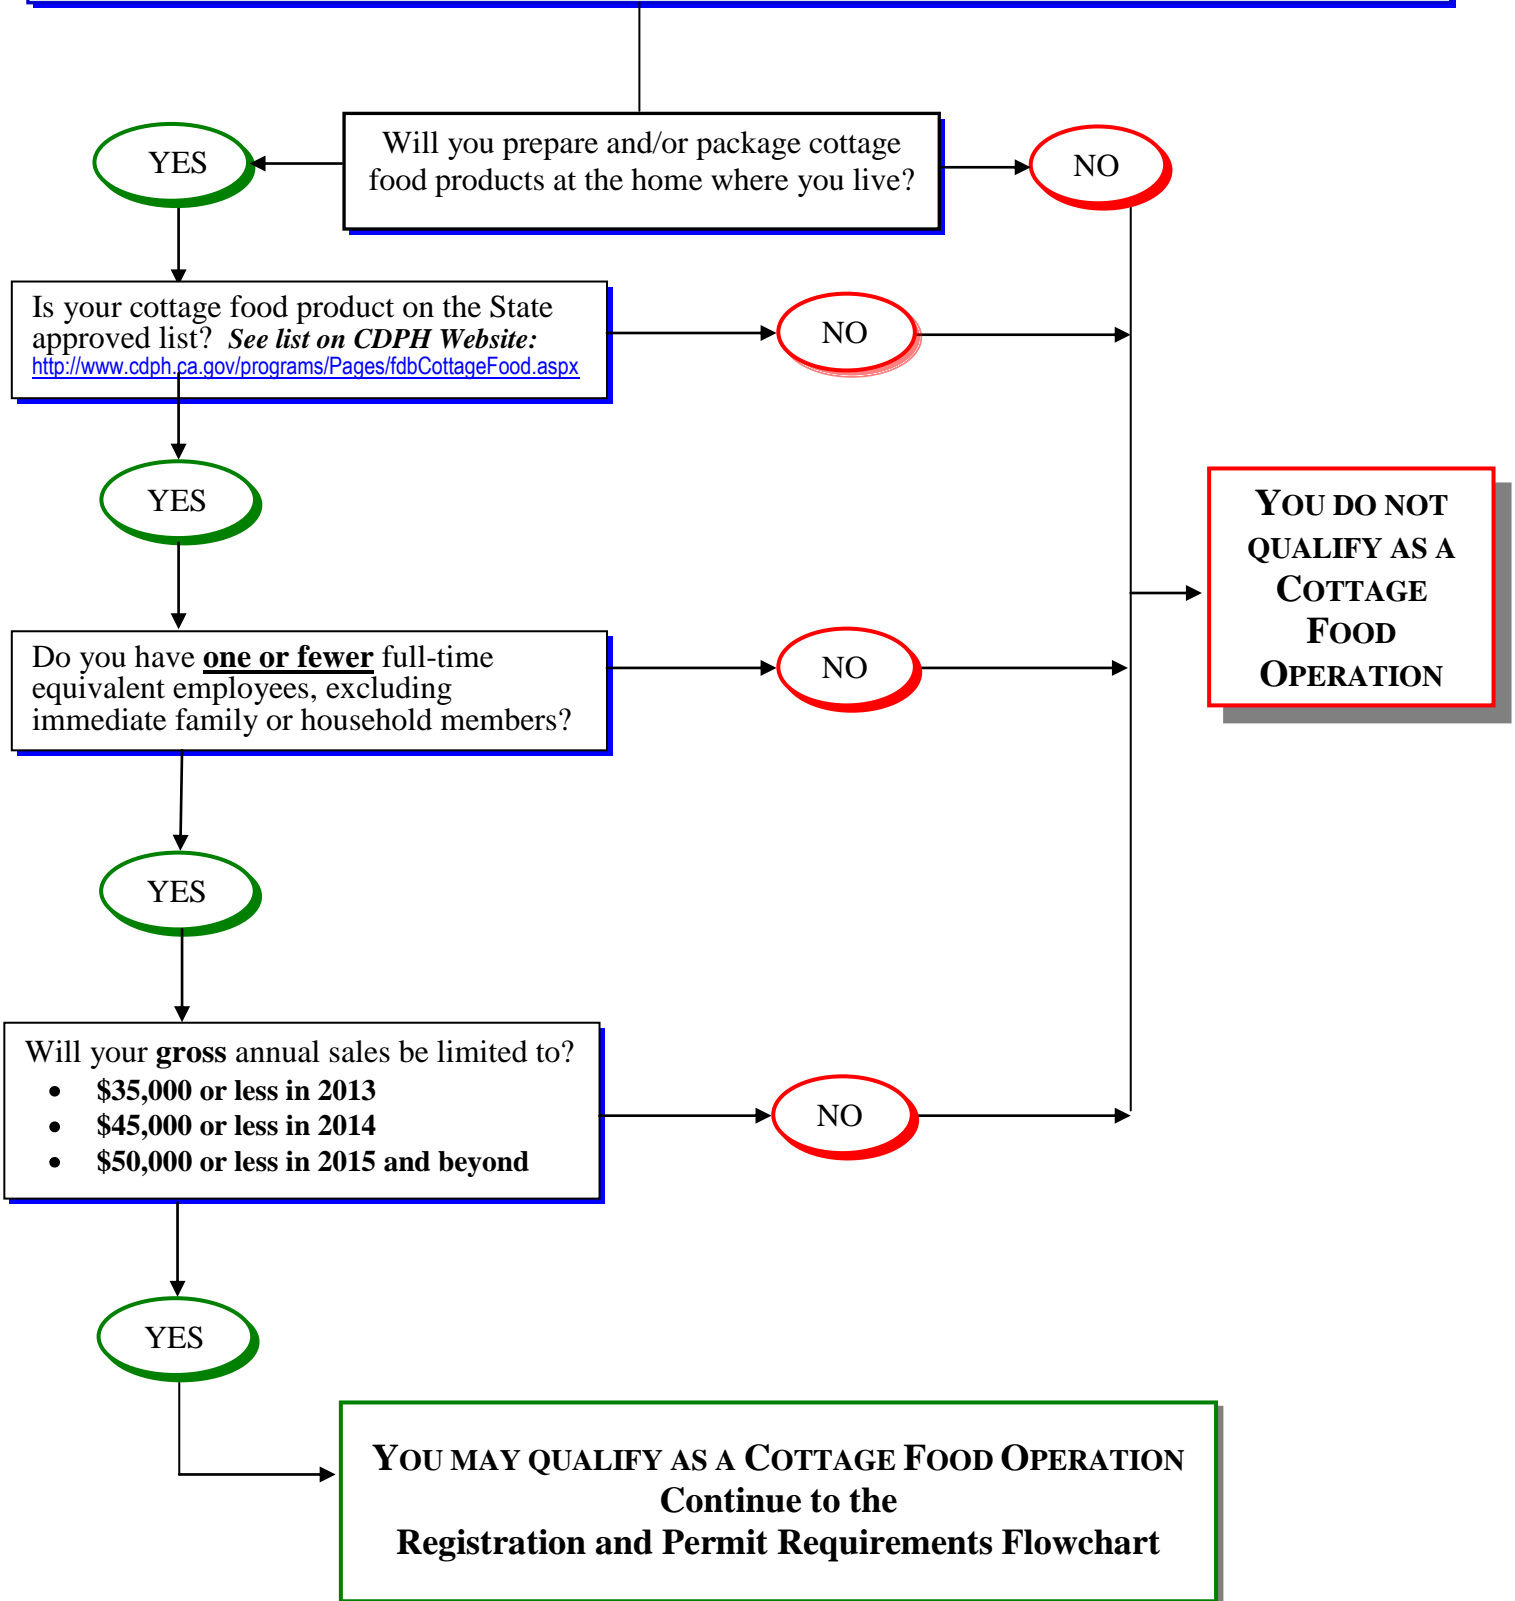 Will you prepare and/or package cottage
food products at the home where you live?
YES
NO
Is your cottage food product on the State
approved list? See list on CDPH Website:
http://www.cdph.ca.gov/programs/Pages/fdbCottageFood.aspx
NO
YES
YOU DO NOT
QUALIFY AS A
COTTAGE
FOOD
OPERATION
Do you have one or fewer full-time
equivalent employees, excluding
immediate family or household members?
NO
YES
Will your gross annual sales be limited to?
• $35,000 or less in 2013
• $45,000 or less in 2014
• $50,000 or less in 2015 and beyond
NO
YES
YOU MAY QUALIFY AS A COTTAGE FOOD OPERATION
Continue to the
Registration and Permit Requirements Flowchart